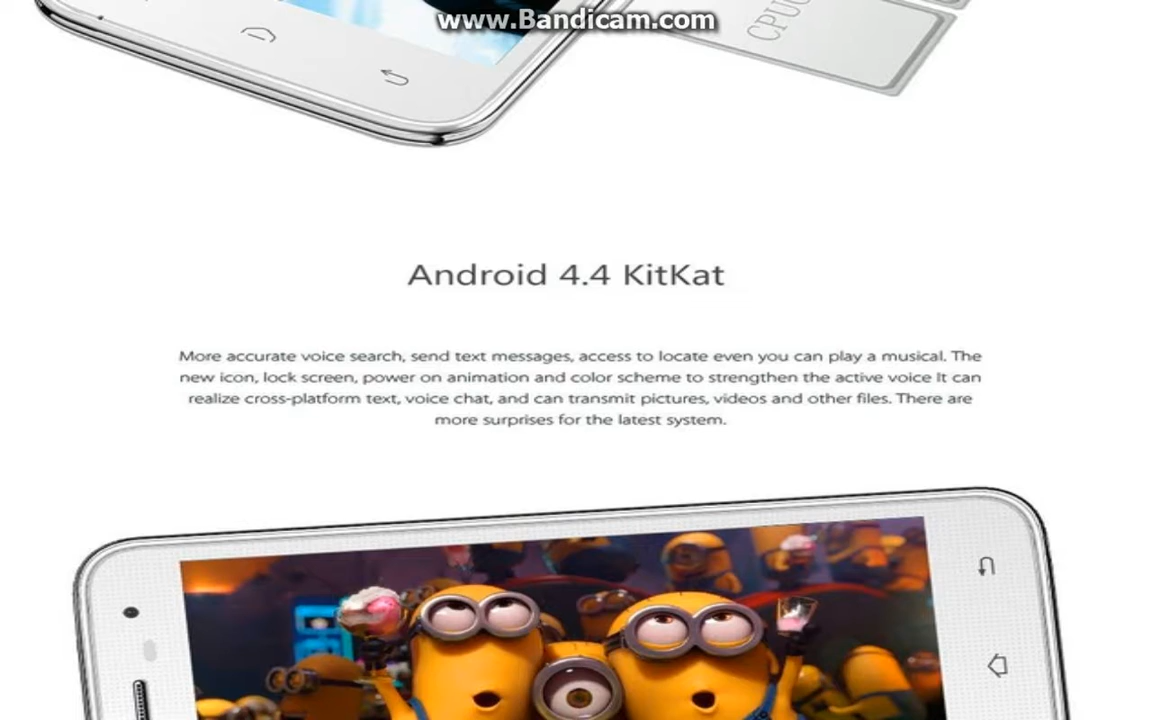 www.Bandicam.com
Android 4.4 KitKat
More accurate voice search, send text messages, access to locate even you can play a musical. The
new icon, lock screen, power on animation and color scheme to strengthen the active voice It can
realize cross-platform text, voice chat, and can transmit pictures, videos and other files. There are
more surprises for the latest system.